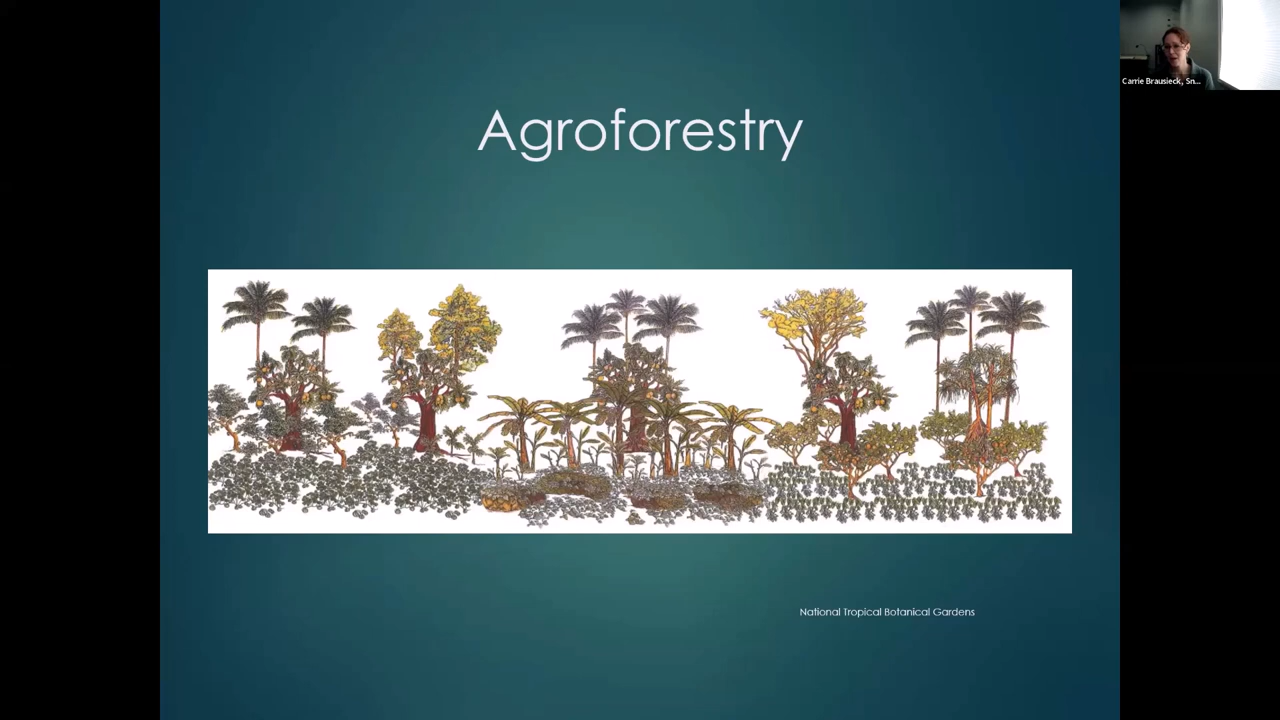 Carrie Brausieck, Sn...
Agroforestry
National Tropical Botanical Gardens